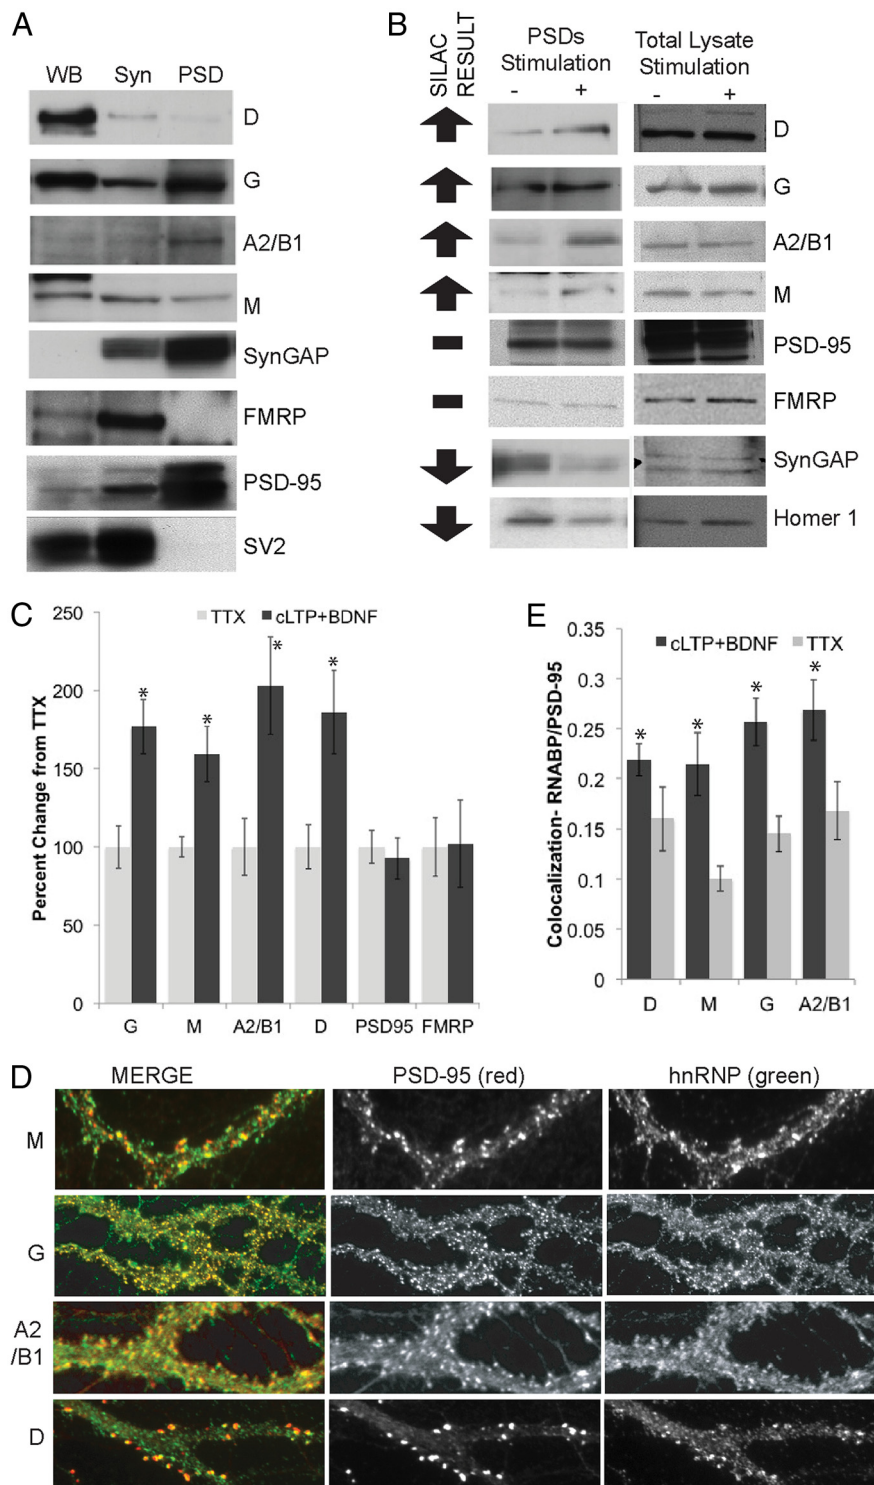 A
WB Syn PSD
D
G
A2/B1
M
SynGAP
FMRP
PSD-95
SV2
B
SILAC
RESULT
PSDs
Stimulation
- +
Total Lysate
Stimulation
- +
D
G
A2/B1
M
PSD-95
FMRP
SynGAP
Homer 1
C
Percent Change from TTX
TTX cLTP+BDNF
250
200
150
100
50
0
* * * *
G M A2/B1 D PSD95 FMRP
E
Colocalization- RNABP/PSD-95
cLTP+BDNF TTX
0.35
0.3
0.25
0.2
0.15
0.1
0.05
0
* * * *
D M G A2/B1
D
MERGE PSD-95 (red) hnRNP (green)
M
G
A2
/B1
D